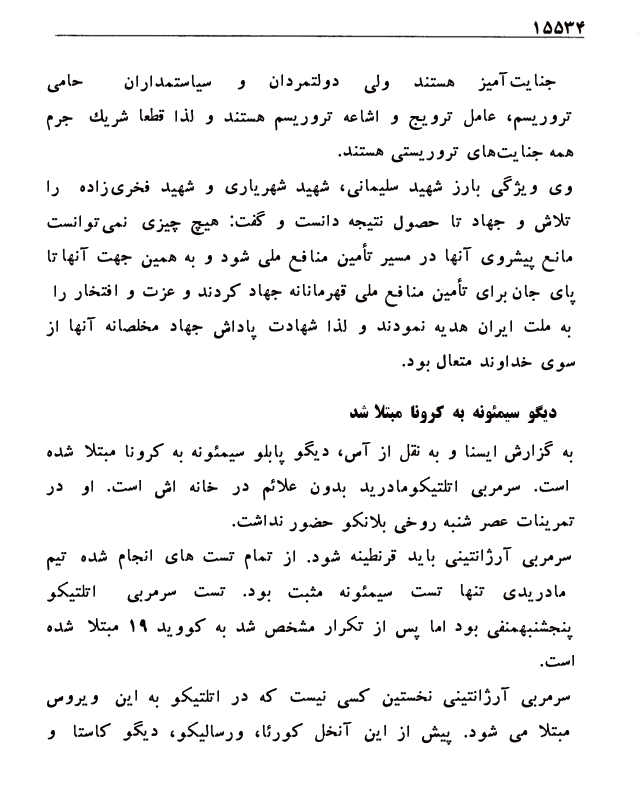 ۱۵۵۳۴
جنایت‌آمیز هستند ولی دولتمردان و سیاستمداران حامی
تروریسم، عامل ترویج و اشاعه تروریسم هستند و لذا قطعا شریك جرم
همه جنایت‌های تروریستی هستند.
وی ویژگی بارز شهید سلیمانی، شهید شهریاری و شهید فخری‌زاده را
تلاش و جهاد تا حصول نتیجه دانست و گفت: هیچ چیزی نمی‌توانست
مانع پیشروی آنها در مسیر تأمین منافع ملی شود و به همین جهت آنها تا
پای جان برای تأمین منافع ملی قهرمانانه جهاد کردند و عزت و افتخار را
به ملت ایران هدیه نمودند و لذا شهادت پاداش جهاد مخلصانه آنها از
سوی خداوند متعال بود.
دیگو سیمئونه به کرونا مبتلا شد
به گزارش ایسنا و به نقل از آس، دیگو پابلو سیمئونه به کرونا مبتلا شده
است. سرمربی اتلتیکومادرید بدون علائم در خانه اش است. او در
تمرینات عصر شنبه روخی بلانکو حضور نداشت.
سرمربی آرژانتینی باید قرنطینه شود. از تمام تست های انجام شده تیم
مادریدی تنها تست سیمئونه مثبت بود. تست سرمربی اتلتیکو
پنجشنبهمنفی بود اما پس از تکرار مشخص شد به کووید ۱۹ مبتلا شده
است.
سرمربی آرژانتینی نخستین کسی نیست که در اتلتیکو به این ویروس
مبتلا می شود. پیش از این آنخل کورئا، ورسالیکو، دیگو کاستا و